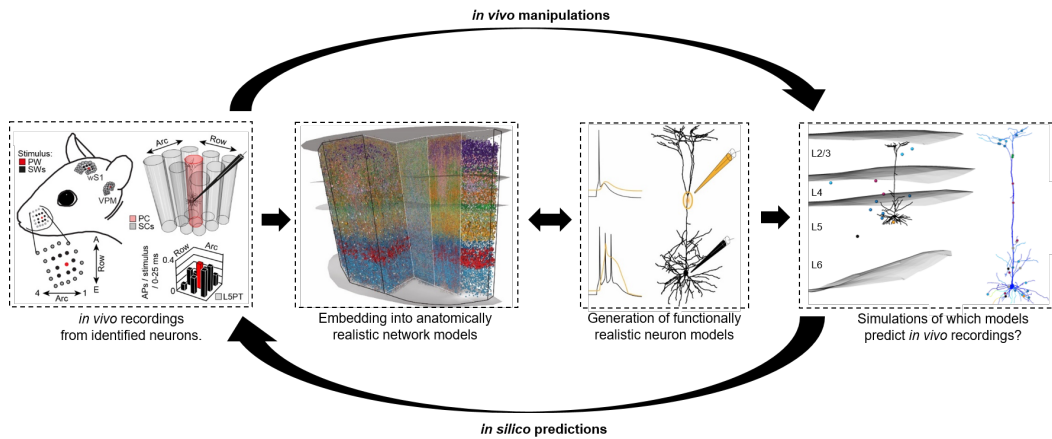 in vivo manipulations
Stimulus:
PW
SWs
wS1
VPM
Arc
Row
PC
SCs
A
Row
E
4
Arc
1
APs / stimulus
/ 0-25 ms
0.4
0
Row
Arc
L5PT
in vivo recordings
from identified neurons.
Embedding into anatomically
realistic network models
Generation of functionally
realistic neuron models
L2/3
L4
L5
L6
Simulations of which models
predict in vivo recordings?
in silico predictions